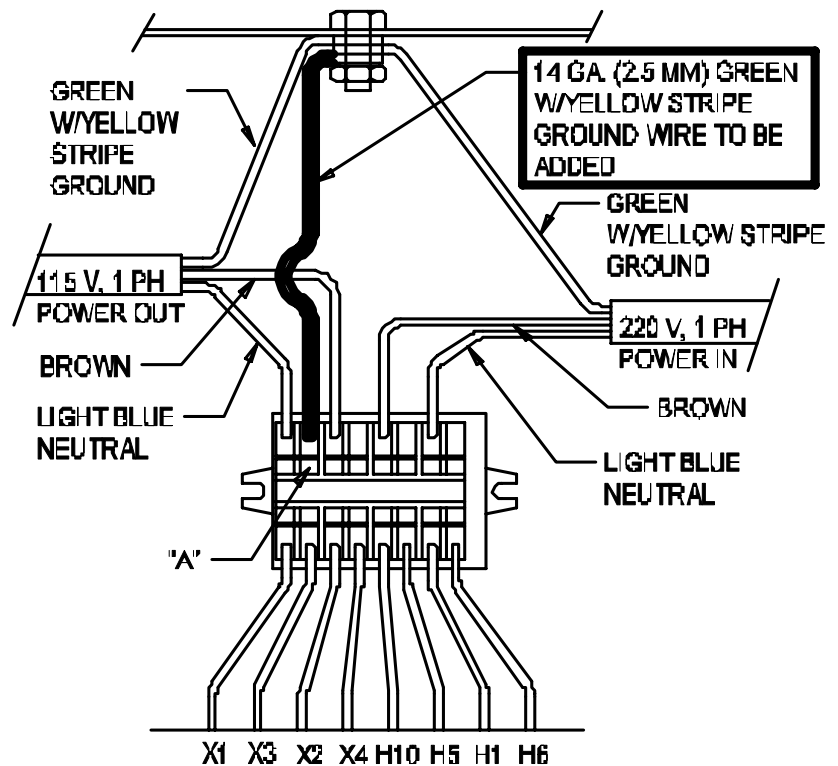 14 GA. (2.5 MM) GREEN
W/YELLOW STRIPE
GROUND WIRE TO BE
ADDED
GREEN
W/YELLOW
STRIPE
GROUND
GREEN
W/YELLOW STRIPE
GROUND
115 V, 1 PH
POWER OUT
220 V, 1 PH
POWER IN
BROWN
BROWN
LIGHT BLUE
NEUTRAL
LIGHT BLUE
NEUTRAL
"A"
X1 X3 X2 X4 H10 H5 H1 H6